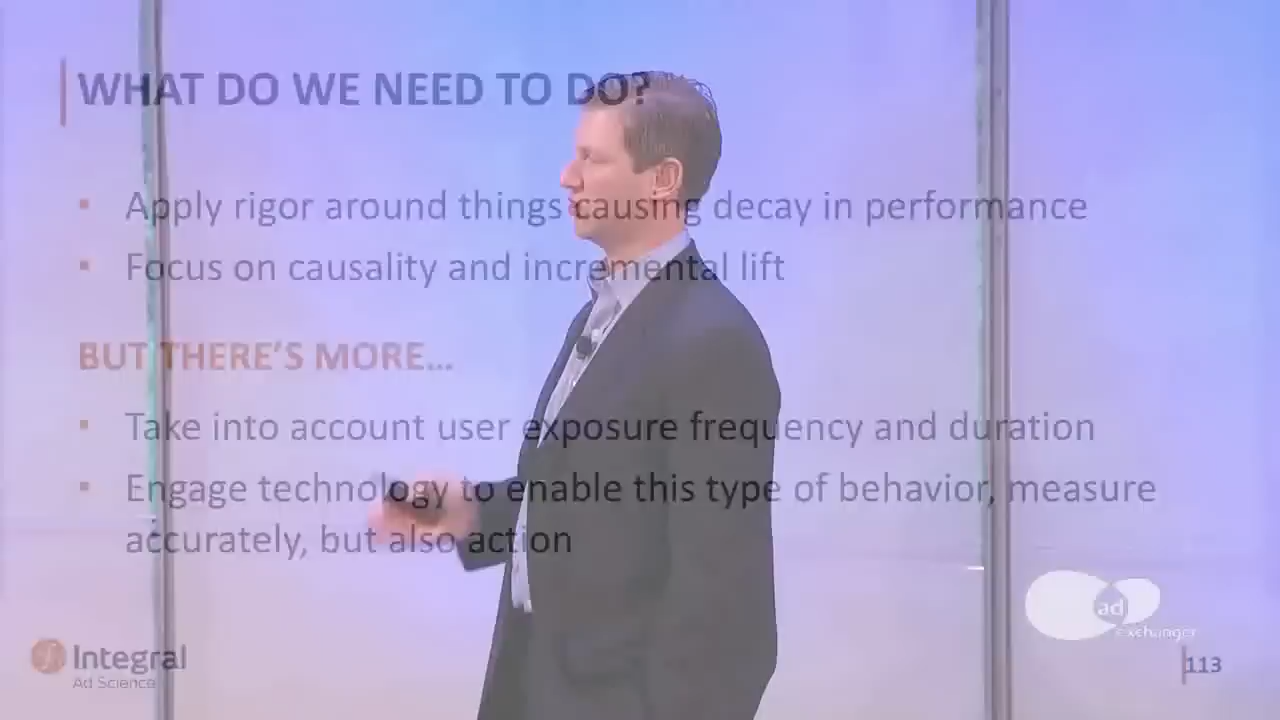 WHAT DO WE NEED TO DO?
▪ Apply rigor around things causing decay in performance
▪ Focus on causality and incremental lift
BUT THERE'S MORE...
▪ Take into account user exposure frequency and duration
▪ Engage technology to enable this type of behavior, measure
accurately, but also action
ad
exchanger
Integral
Ad Science
113